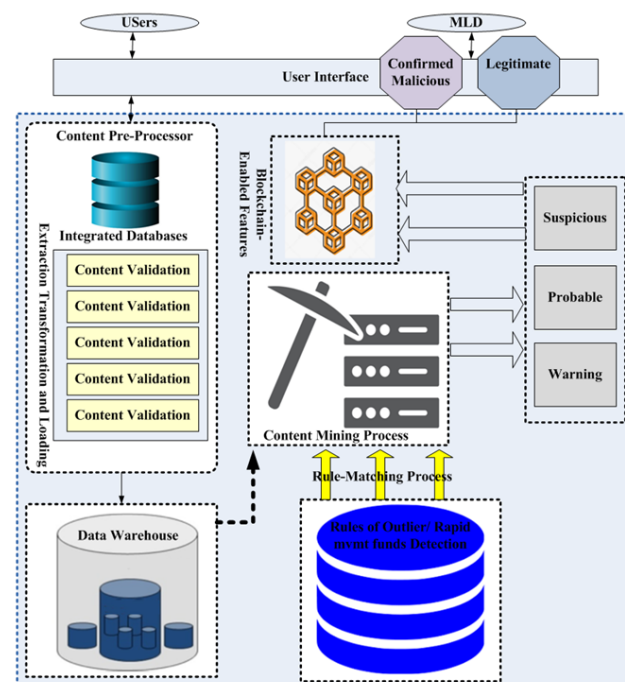 USers
MLD
User Interface
Confirmed
Malicious
Legitimate
Content Pre-Processor
Integrated Databases
Extraction Transformation and Loading
Content Validation
Content Validation
Content Validation
Content Validation
Content Validation
Blockchain-
Enabled Features
Suspicious
Probable
Warning
Content Mining Process
Rule-Matching Process
Data Warehouse
Rules of Outlier/ Rapid
mvmt funds Detection